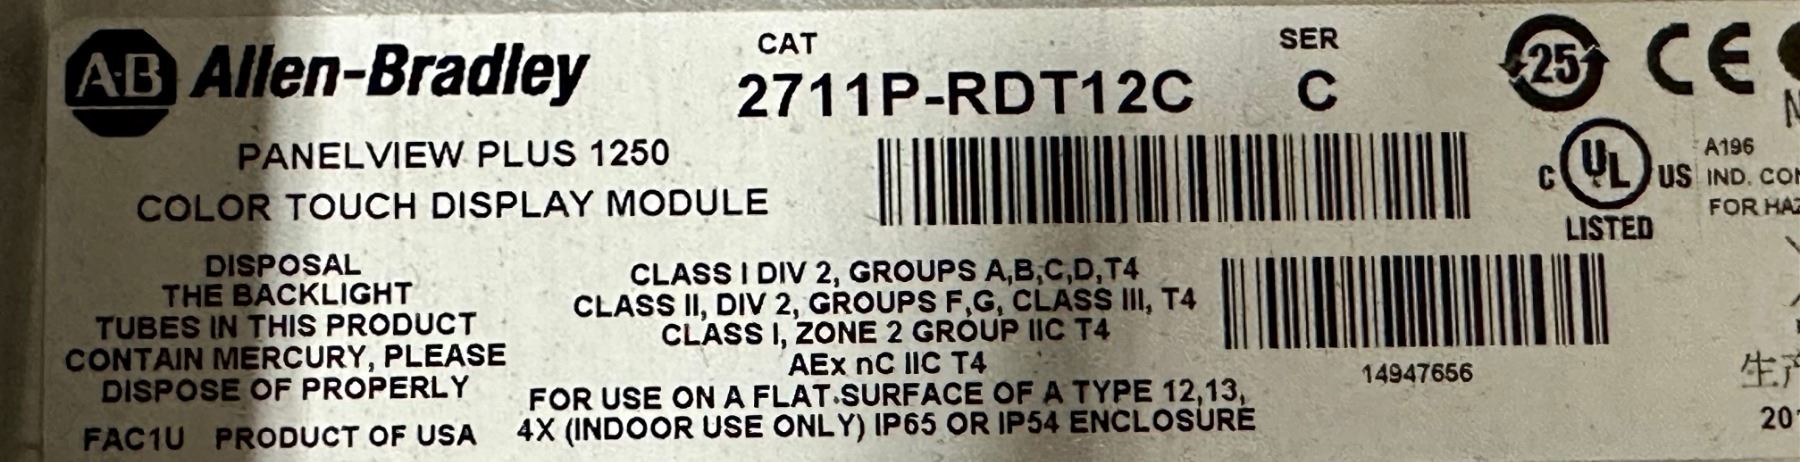 AB Allen-Bradley
CAT SER
2711P-RDT12C C
25
CE
PANELVIEW PLUS 1250
COLOR TOUCH DISPLAY MODULE
C UL US
LISTED
A196
IND.
FOR
DISPOSAL
THE BACKLIGHT
TUBES IN THIS PRODUCT
CONTAIN MERCURY, PLEASE
DISPOSE OF PROPERLY
FAC1U PRODUCT OF USA
CLASS I DIV 2, GROUPS A,B,C,D,T4
CLASS II, DIV 2, GROUPS F,G, CLASS III, T4
CLASS I, ZONE 2 GROUP IIC T4
AEx nC IIC T4
FOR USE ON A FLAT SURFACE OF A TYPE 12,13,
4X (INDOOR USE ONLY) IP65 OR IP54 ENCLOSURE
14947656